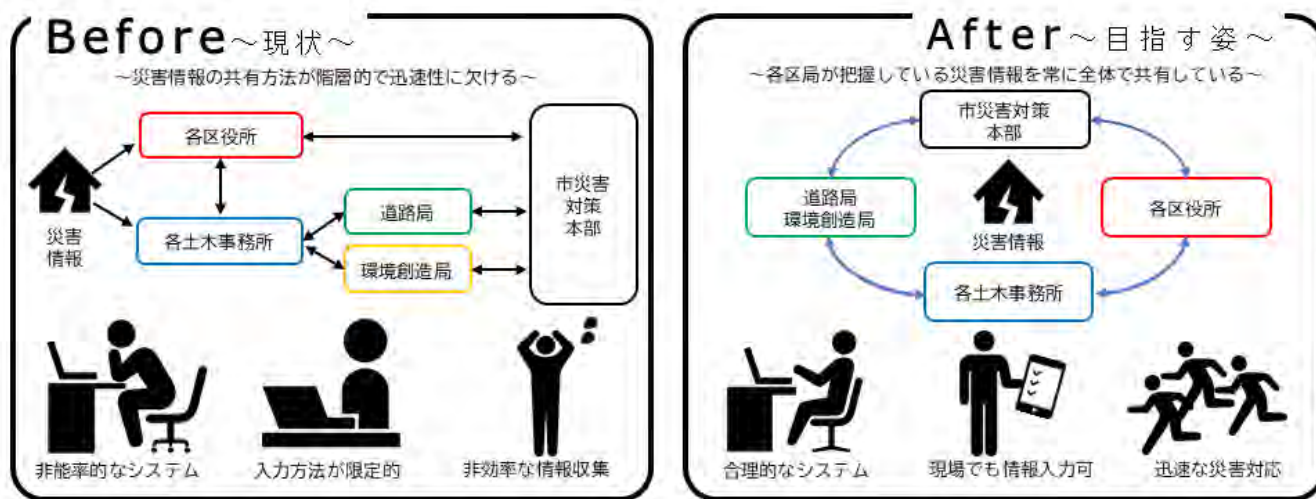 Before～現状～
～災害情報の共有方法が階層的で迅速性に欠ける～
各区役所
災害
情報
各土木事務所
道路局
環境創造局
市災害
対策
本部
非能率的なシステム
入力方法が限定的
非効率な情報収集
After～目指す姿～
～各区局が把握している災害情報を常に全体で共有している～
市災害対策
本部
道路局
環境創造局
災害情報
各区役所
各土木事務所
合理的なシステム
現場でも情報入力可
迅速な災害対応